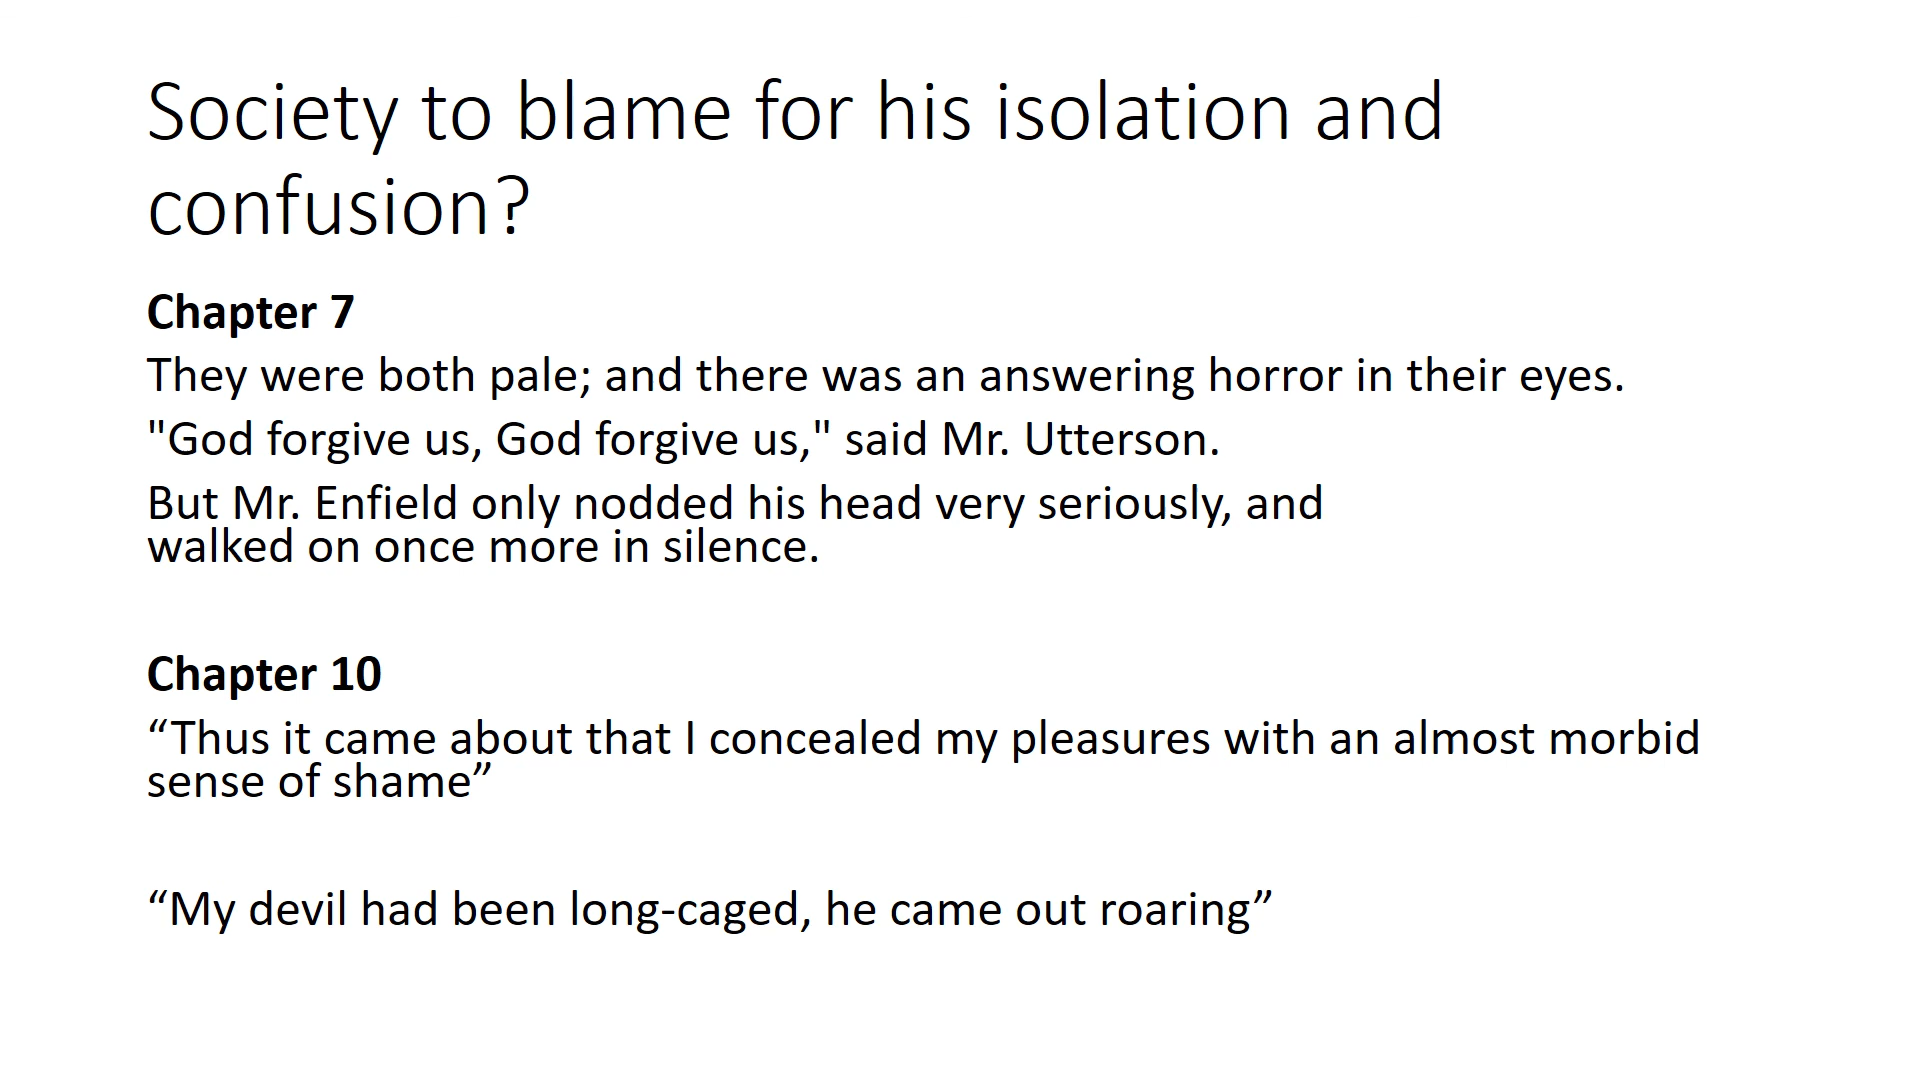 Society to blame for his isolation and
confusion?
Chapter 7
They were both pale; and there was an answering horror in their eyes.
"God forgive us, God forgive us," said Mr. Utterson.
But Mr. Enfield only nodded his head very seriously, and
walked on once more in silence.
Chapter 10
“Thus it came about that I concealed my pleasures with an almost morbid
sense of shame”
“My devil had been long-caged, he came out roaring”